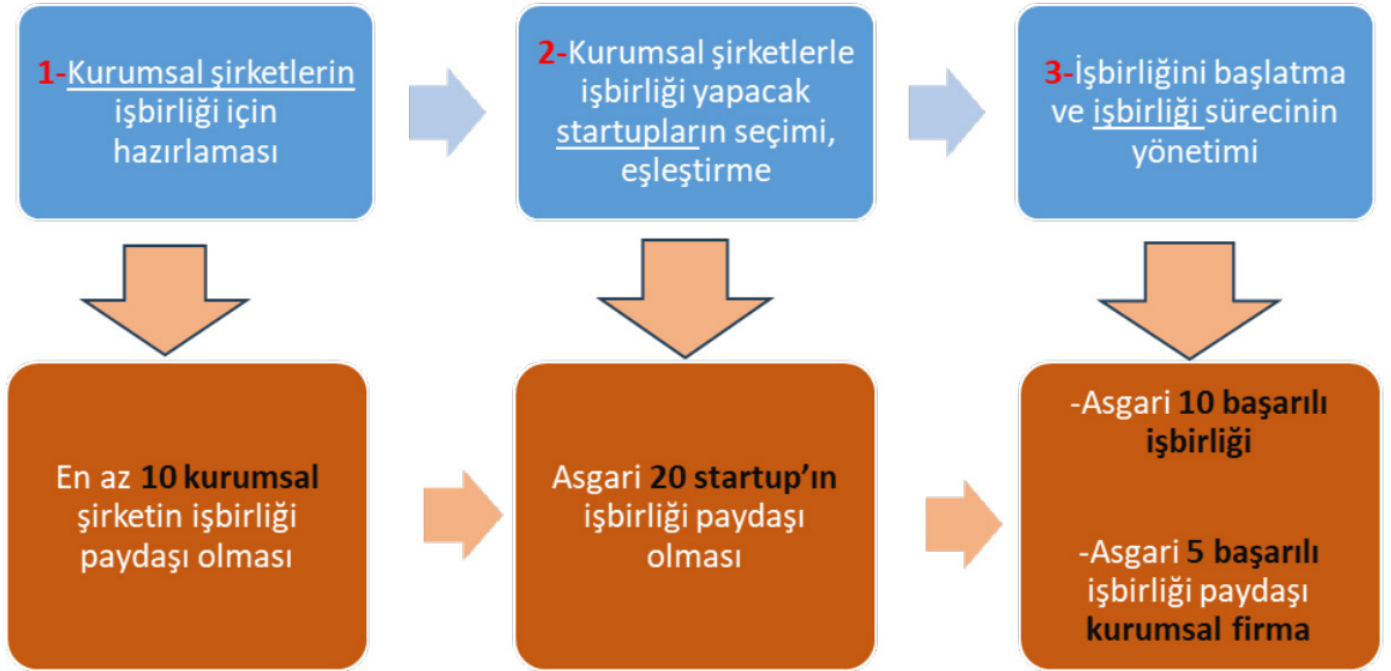 1-Kurumsal şirketlerin
işbirliği için
hazırlaması
2-Kurumsal şirketlerle
işbirliği yapacak
startupların seçimi,
eşleştirme
3-İşbirliğini başlatma
ve işbirliği sürecinin
yönetimi
En az 10 kurumsal
şirketin işbirliği
paydaşı olması
Asgari 20 startup’ın
işbirliği paydaşı
olması
-Asgari 10 başarılı
işbirliği
-Asgari 5 başarılı
işbirliği paydaşı
kurumsal firma